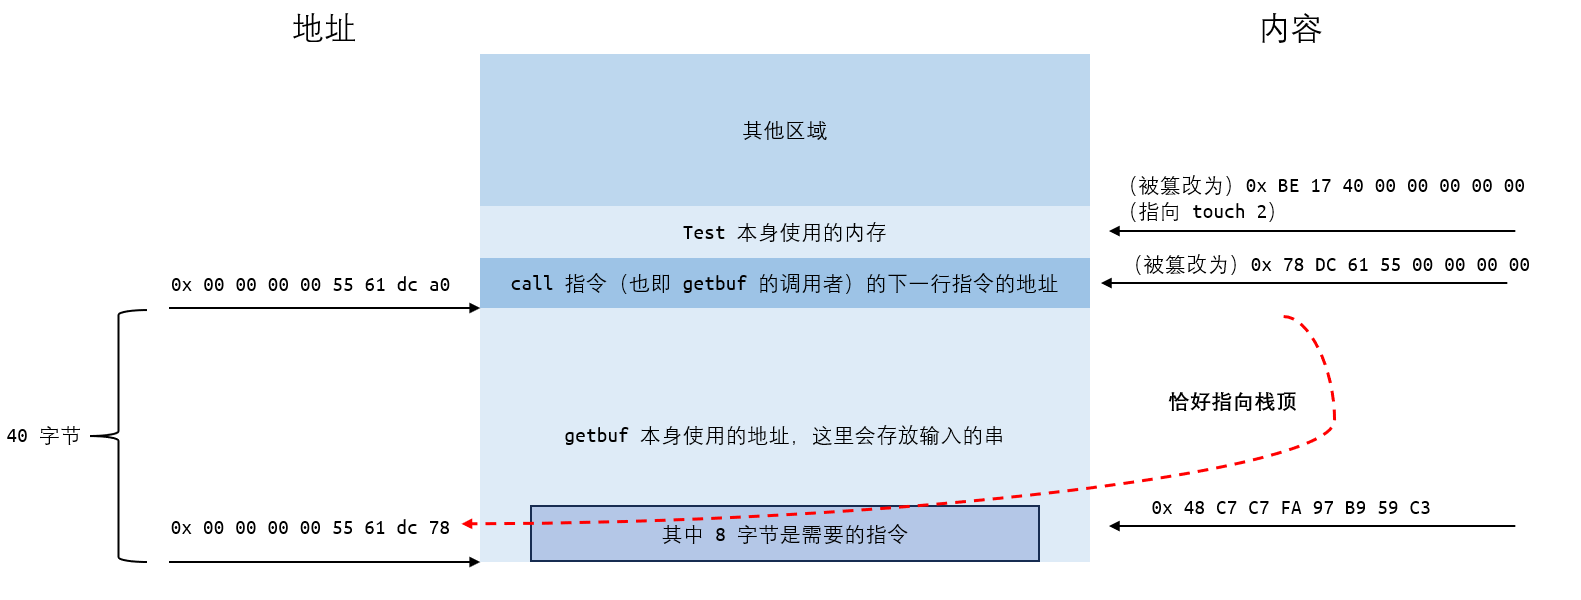 地址
内容
其他区域
（被篡改为）0x BE 17 40 00 00 00 00 00
（指向 touch 2）
Test 本身使用的内存
（被篡改为）0x 78 DC 61 55 00 00 00 00
0x 00 00 00 00 55 61 dc a0
call 指令（也即 getbuf 的调用者）的下一行指令的地址
恰好指向栈顶
40 字节
getbuf 本身使用的地址，这里会存放输入的串
0x 48 C7 C7 FA 97 B9 59 C3
0x 00 00 00 00 55 61 dc 78
其中 8 字节是需要的指令